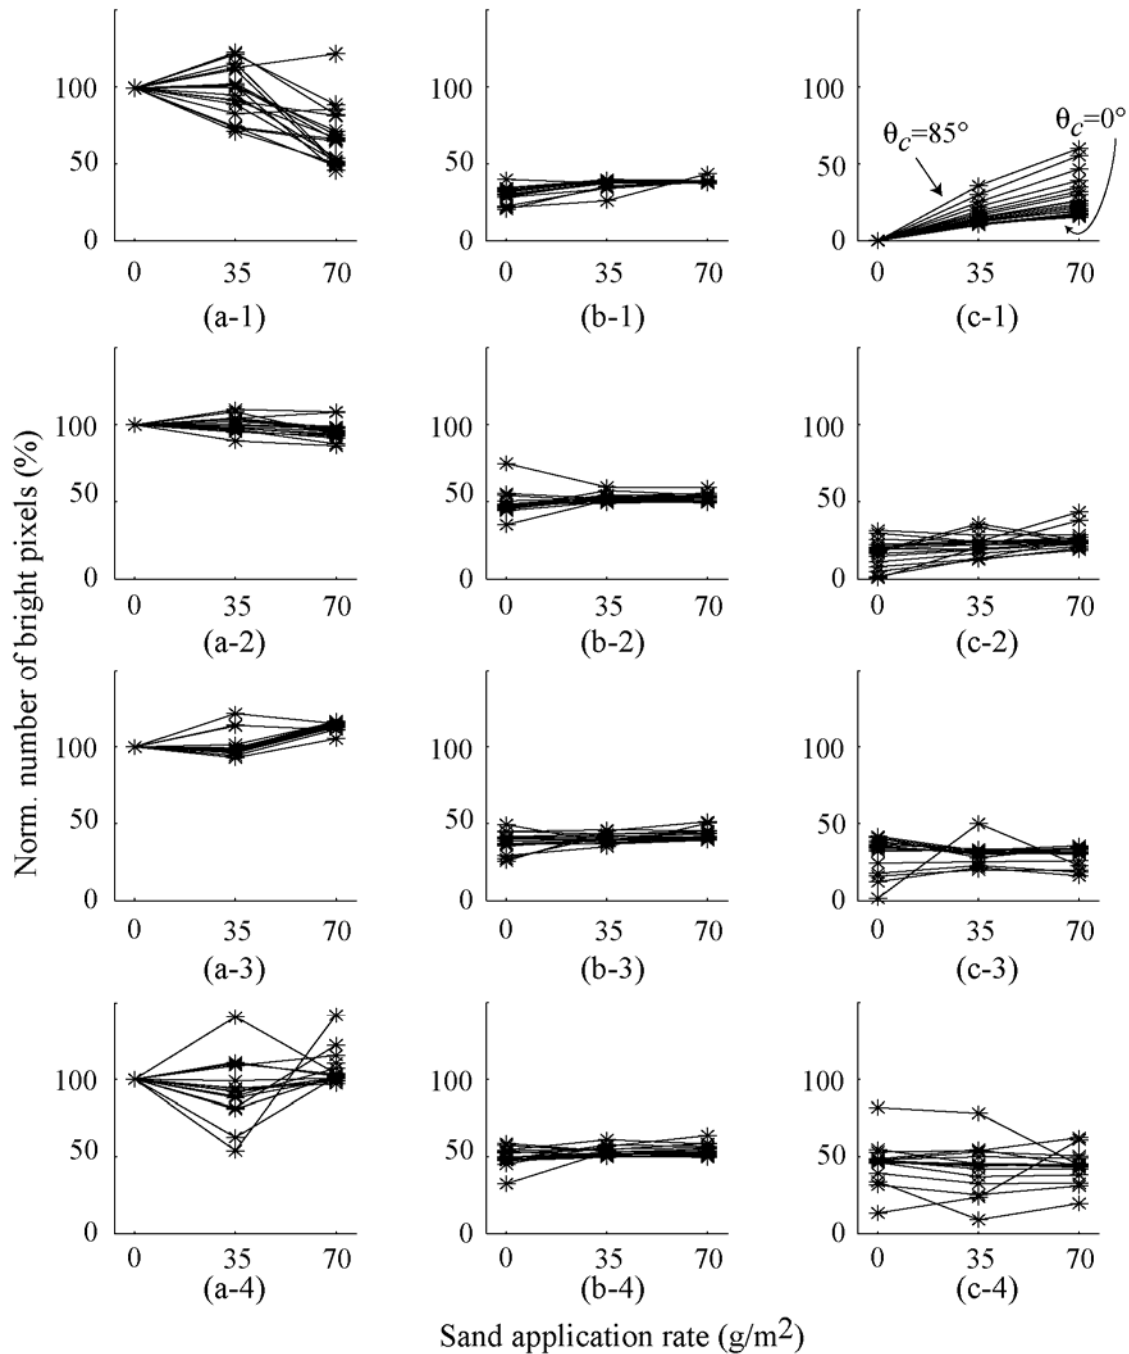 100
50
0
0 35 70
(a-1)
100
50
0
0 35 70
(b-1)
100
50
0
θc=85°
θc=0°
0 35 70
(c-1)
100
50
0
0 35 70
(a-2)
100
50
0
0 35 70
(b-2)
100
50
0
0 35 70
(c-2)
100
50
0
0 35 70
(a-3)
100
50
0
0 35 70
(b-3)
100
50
0
0 35 70
(c-3)
100
50
0
0 35 70
(a-4)
100
50
0
0 35 70
(b-4)
100
50
0
0 35 70
(c-4)
Norm. number of bright pixels (%)
Sand application rate (g/m2)